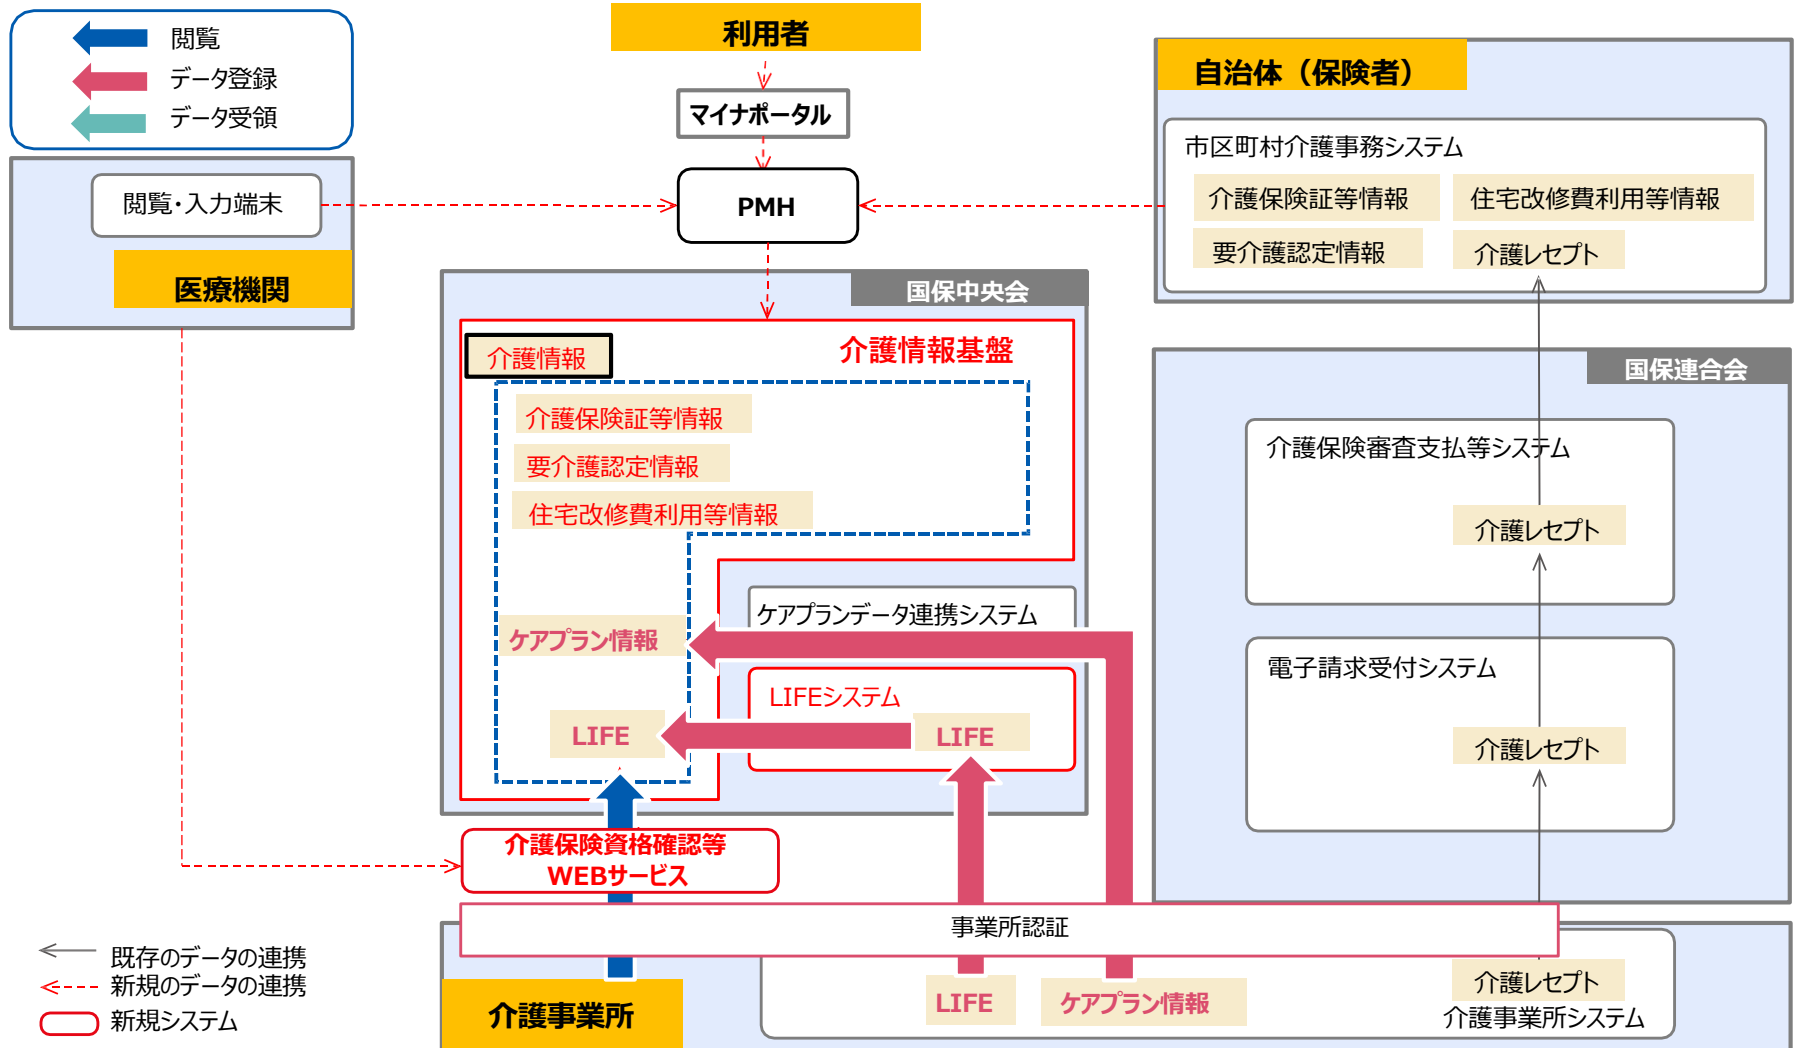 閲覧
データ登録
データ受領
利用者
マイナポータル
PMH
自治体（保険者）
市区町村介護事務システム
介護保険証等情報
住宅改修費利用等情報
要介護認定情報
介護レセプト
閲覧・入力端末
医療機関
国保中央会
介護情報基盤
介護情報
介護保険証等情報
要介護認定情報
住宅改修費利用等情報
ケアプラン情報
LIFE
ケアプランデータ連携システム
LIFEシステム
LIFE
国保連合会
介護保険審査支払等システム
介護レセプト
電子請求受付システム
介護レセプト
介護保険資格確認等
WEBサービス
事業所認証
介護事業所
LIFE
ケアプラン情報
介護レセプト
介護事業所システム
既存のデータの連携
新規のデータの連携
新規システム